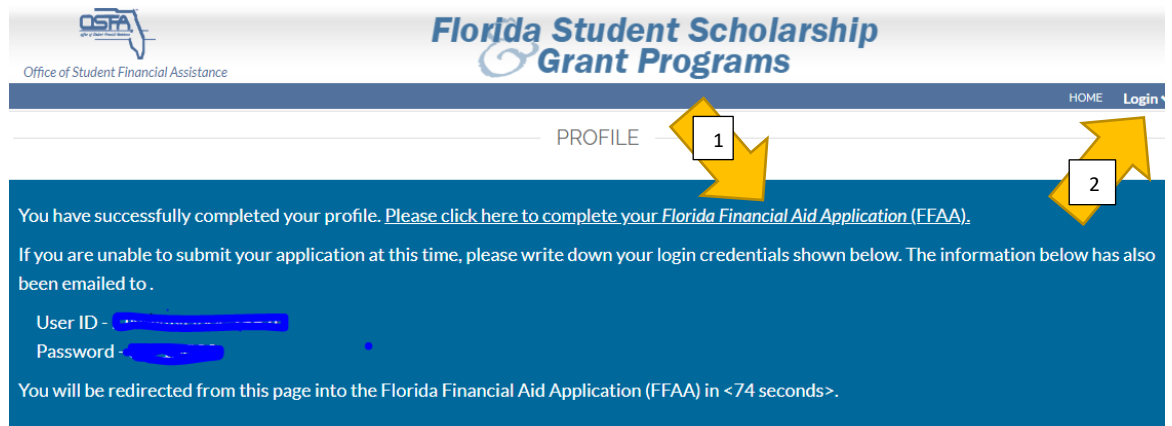 OSFA
Office of Student Financial Assistance
Florida Student Scholarship
& Grant Programs
HOME Login
PROFILE
1
2
You have successfully completed your profile. Please click here to complete your Florida Financial Aid Application (FFAA).
If you are unable to submit your application at this time, please write down your login credentials shown below. The information below has also
been emailed to .
User ID -
Password -
You will be redirected from this page into the Florida Financial Aid Application (FFAA) in <74 seconds>.